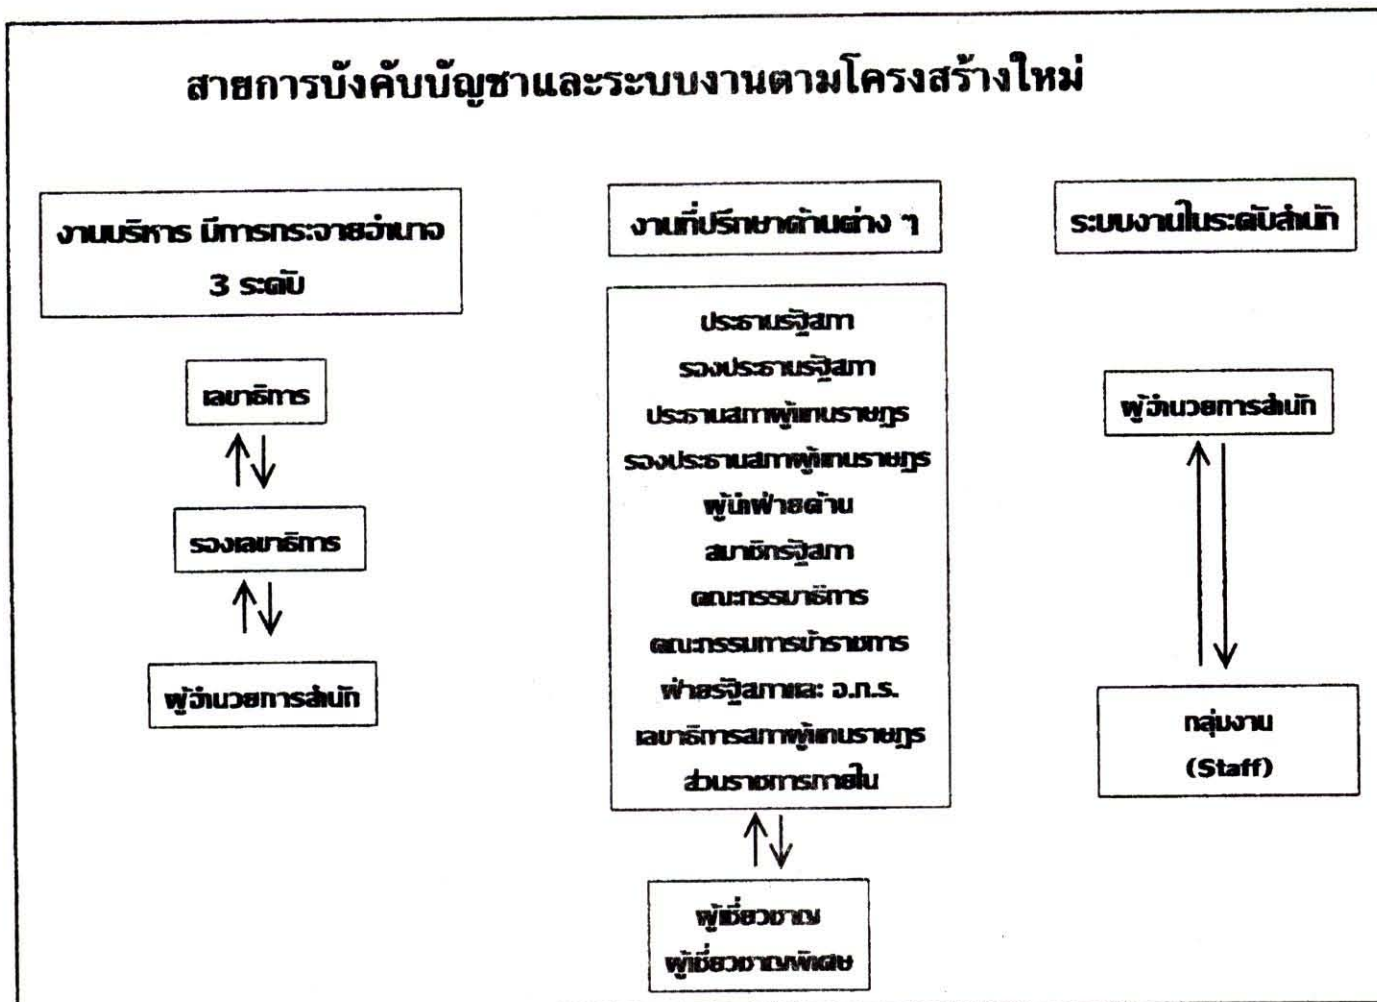 สายการบังคับบัญชาและระบบงานตามโครงสร้างใหม่
งานบริหาร มีการกระจายอำนาจ
3 ระดับ
เลขาธิการ
รองเลขาธิการ
ผู้อำนวยการสำนัก
งานที่ปรึกษาด้านต่าง ๆ
ประธานรัฐสภา
รองประธานรัฐสภา
ประธานสภาผู้แทนราษฎร
รองประธานสภาผู้แทนราษฎร
ผู้นำฝ่ายค้าน
สมาชิกรัฐสภา
คณะกรรมาธิการ
คณะกรรมการข้าราชการ
ฝ่ายรัฐสภาและ อ.ก.ร.
เลขาธิการสภาผู้แทนราษฎร
ส่วนราชการภายใน
ผู้เชี่ยวชาญ
ผู้เชี่ยวชาญพิเศษ
ระบบงานในระดับสำนัก
ผู้อำนวยการสำนัก
กลุ่มงาน
(Staff)